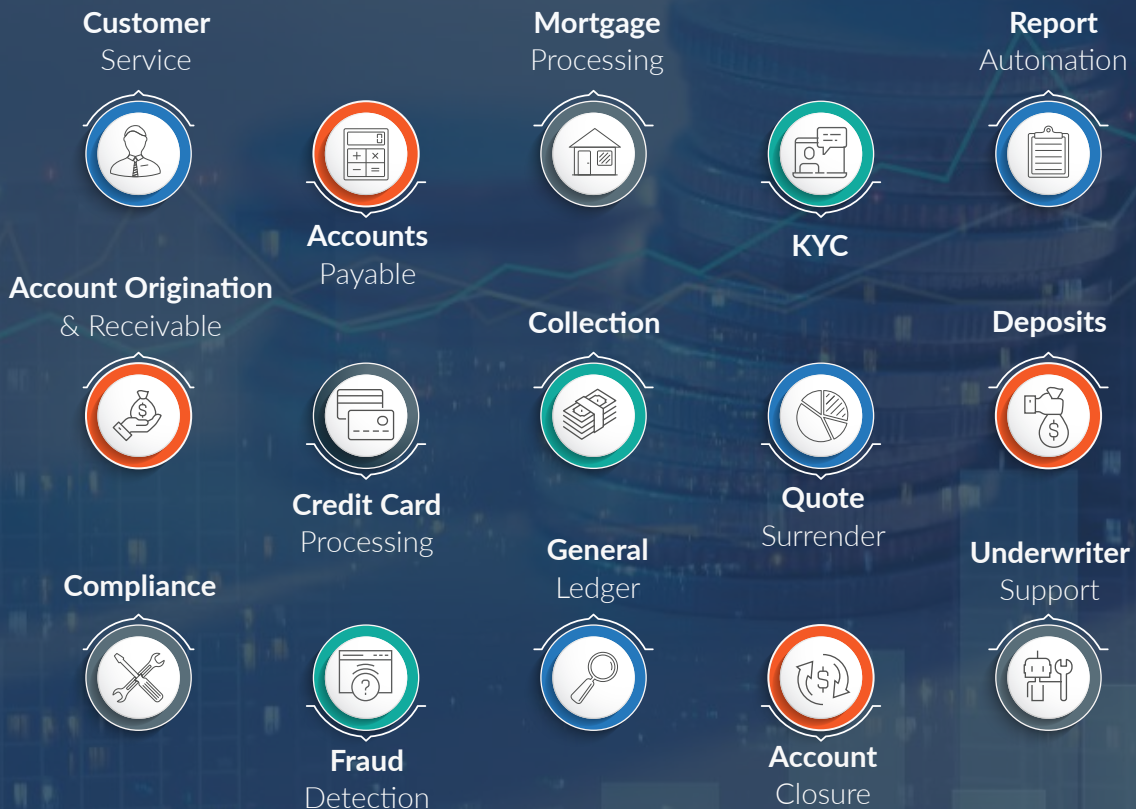 Customer
Service
Mortgage
Processing
Report
Automation
0
+ ×
− =
Accounts
Payable
KYC
Account Origination
& Receivable
Collection
Deposits
$
$
Credit Card
Processing
Quote
Surrender
Compliance
General
Ledger
Underwriter
Support
?
$
Fraud
Detection
Account
Closure